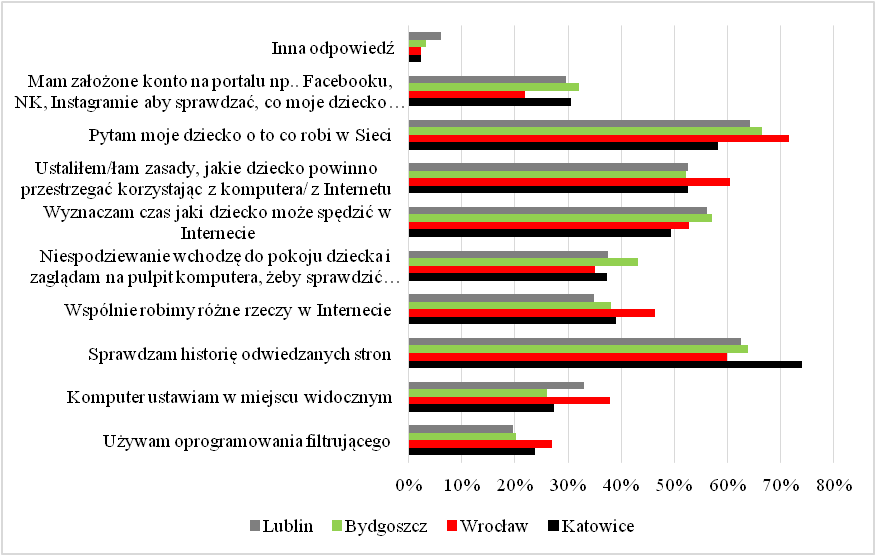 Inna odpowiedź
Mam założone konto na portalu np.. Facebooku,
NK, Instagramie aby sprawdzać, co moje dziecko…
Pytam moje dziecko o to co robi w Sieci
Ustaliłem/łam zasady, jakie dziecko powinno
przestrzegać korzystając z komputera/ z Internetu
Wyznaczam czas jaki dziecko może spędzić w
Internecie
Niespodziewanie wchodzę do pokoju dziecka i
zaglądam na pulpit komputera, żeby sprawdzić…
Wspólnie robimy różne rzeczy w Internecie
Sprawdzam historię odwiedzanych stron
Komputer ustawiam w miejscu widocznym
Używam oprogramowania filtrującego
0% 10% 20% 30% 40% 50% 60% 70% 80%
Lublin Bydgoszcz Wrocław Katowice